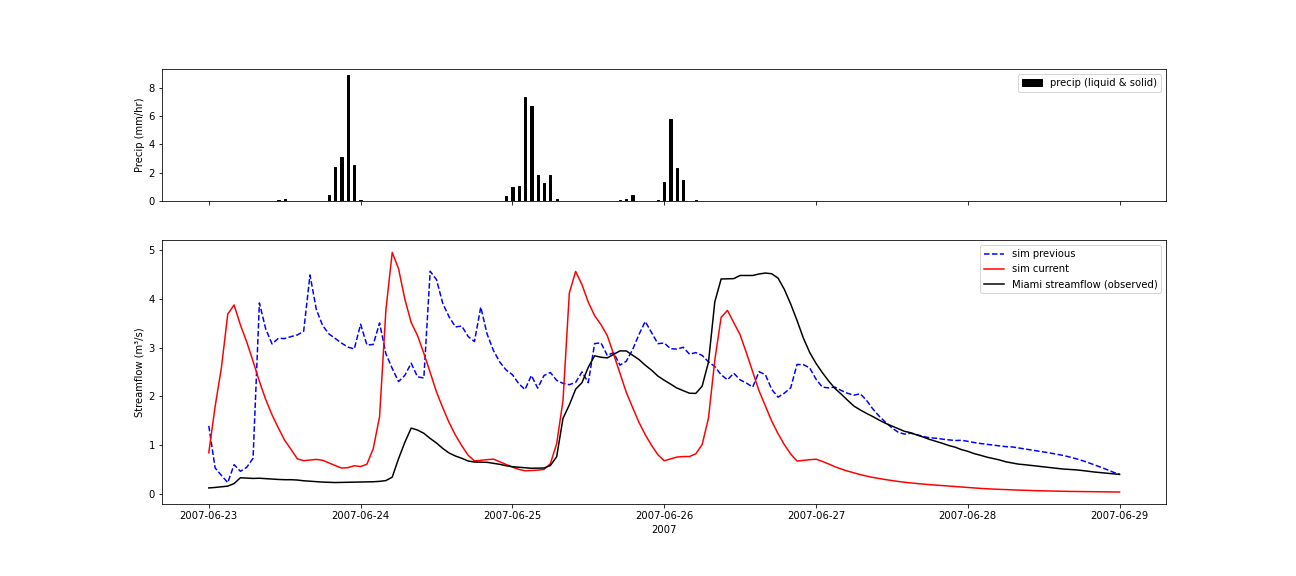 precip (liquid & solid)
Precip (mm/hr)
8
6
4
2
0
sim previous
sim current
Miami streamflow (observed)
Streamflow (m³/s)
5
4
3
2
1
0
2007-06-23 2007-06-24 2007-06-25 2007-06-26 2007-06-27 2007-06-28 2007-06-29
2007